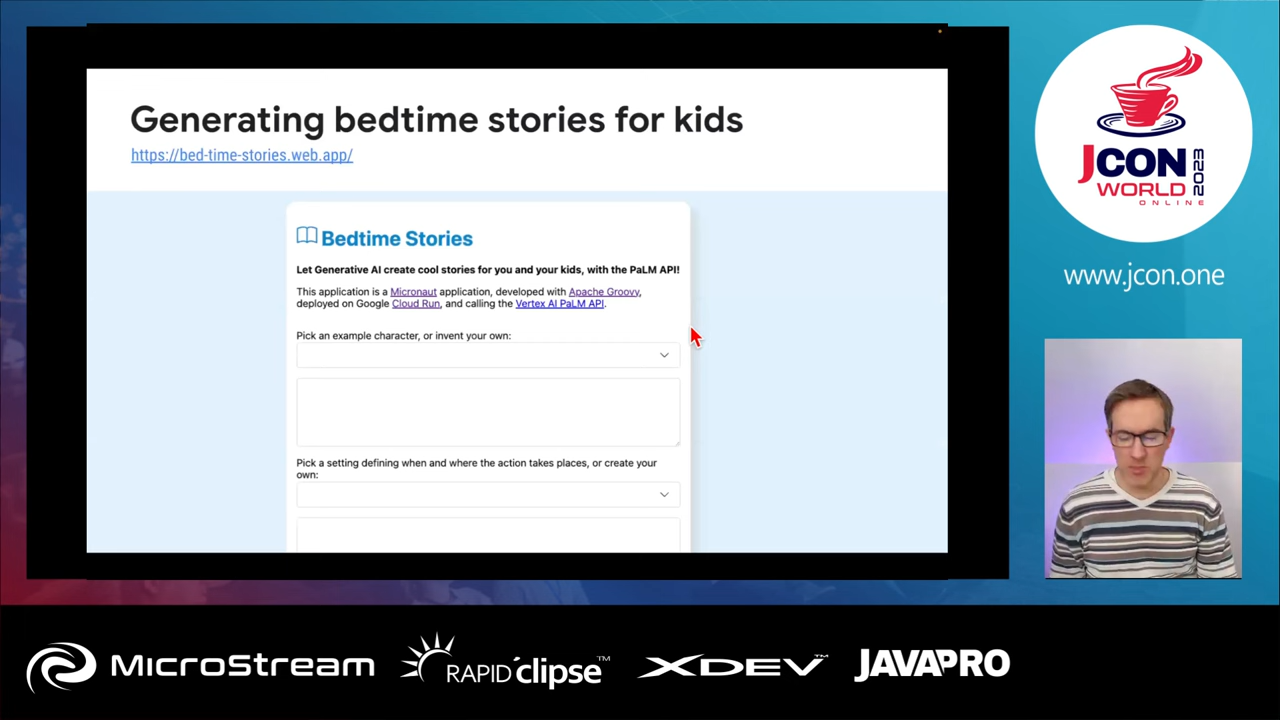 Generating bedtime stories for kids
https://bed-time-stories.web.app/
Bedtime Stories
Let Generative AI create cool stories for you and your kids, with the PaLM API!
This application is a Micronaut application, developed with Apache Groovy,
deployed on Google Cloud Run, and calling the Vertex AI PaLM API.
Pick an example character, or invent your own:
Pick a setting defining when and where the action takes places, or create your
own:
JCON
WORLD
ONLINE
2023
www.jcon.one
MICROSTREAM
RAPID'clipse™
XDEV™
JAVAPRO